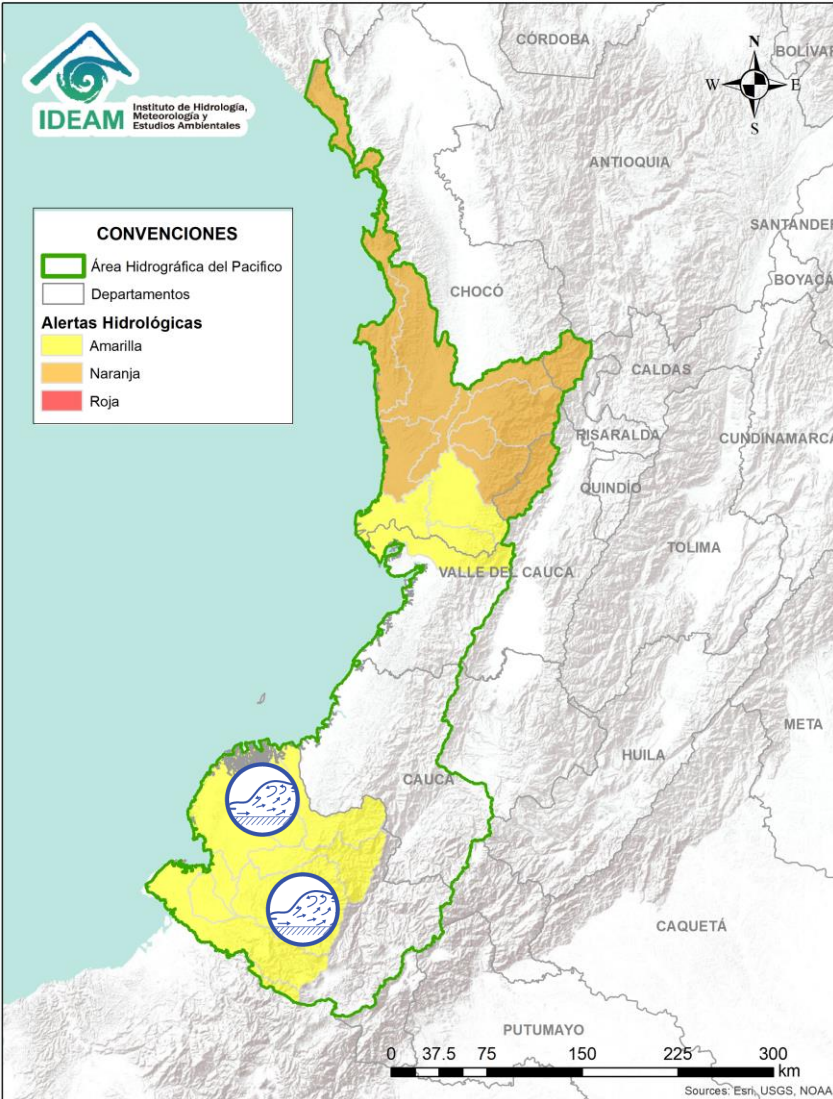 IDEAM
Instituto de Hidrología,
Meteorología y
Estudios Ambientales
CÓRDOBA
BOLÍVAR
N
W
E
S
ANTIOQUIA
SANTANDER
BOYACÁ
CONVENCIONES
Área Hidrográfica del Pacifico
Departamentos
Alertas Hidrológicas
Amarilla
Naranja
Roja
CHOCÓ
CALDAS
RISARALDA
CUNDINAMARCA
QUINDÍO
TOLIMA
VALLE DEL CAUCA
META
HUILA
CAUCA
CAQUETÁ
PUTUMAYO
0 37.5 75 150 225 300
km
Sources: Esri, USGS, NOAA